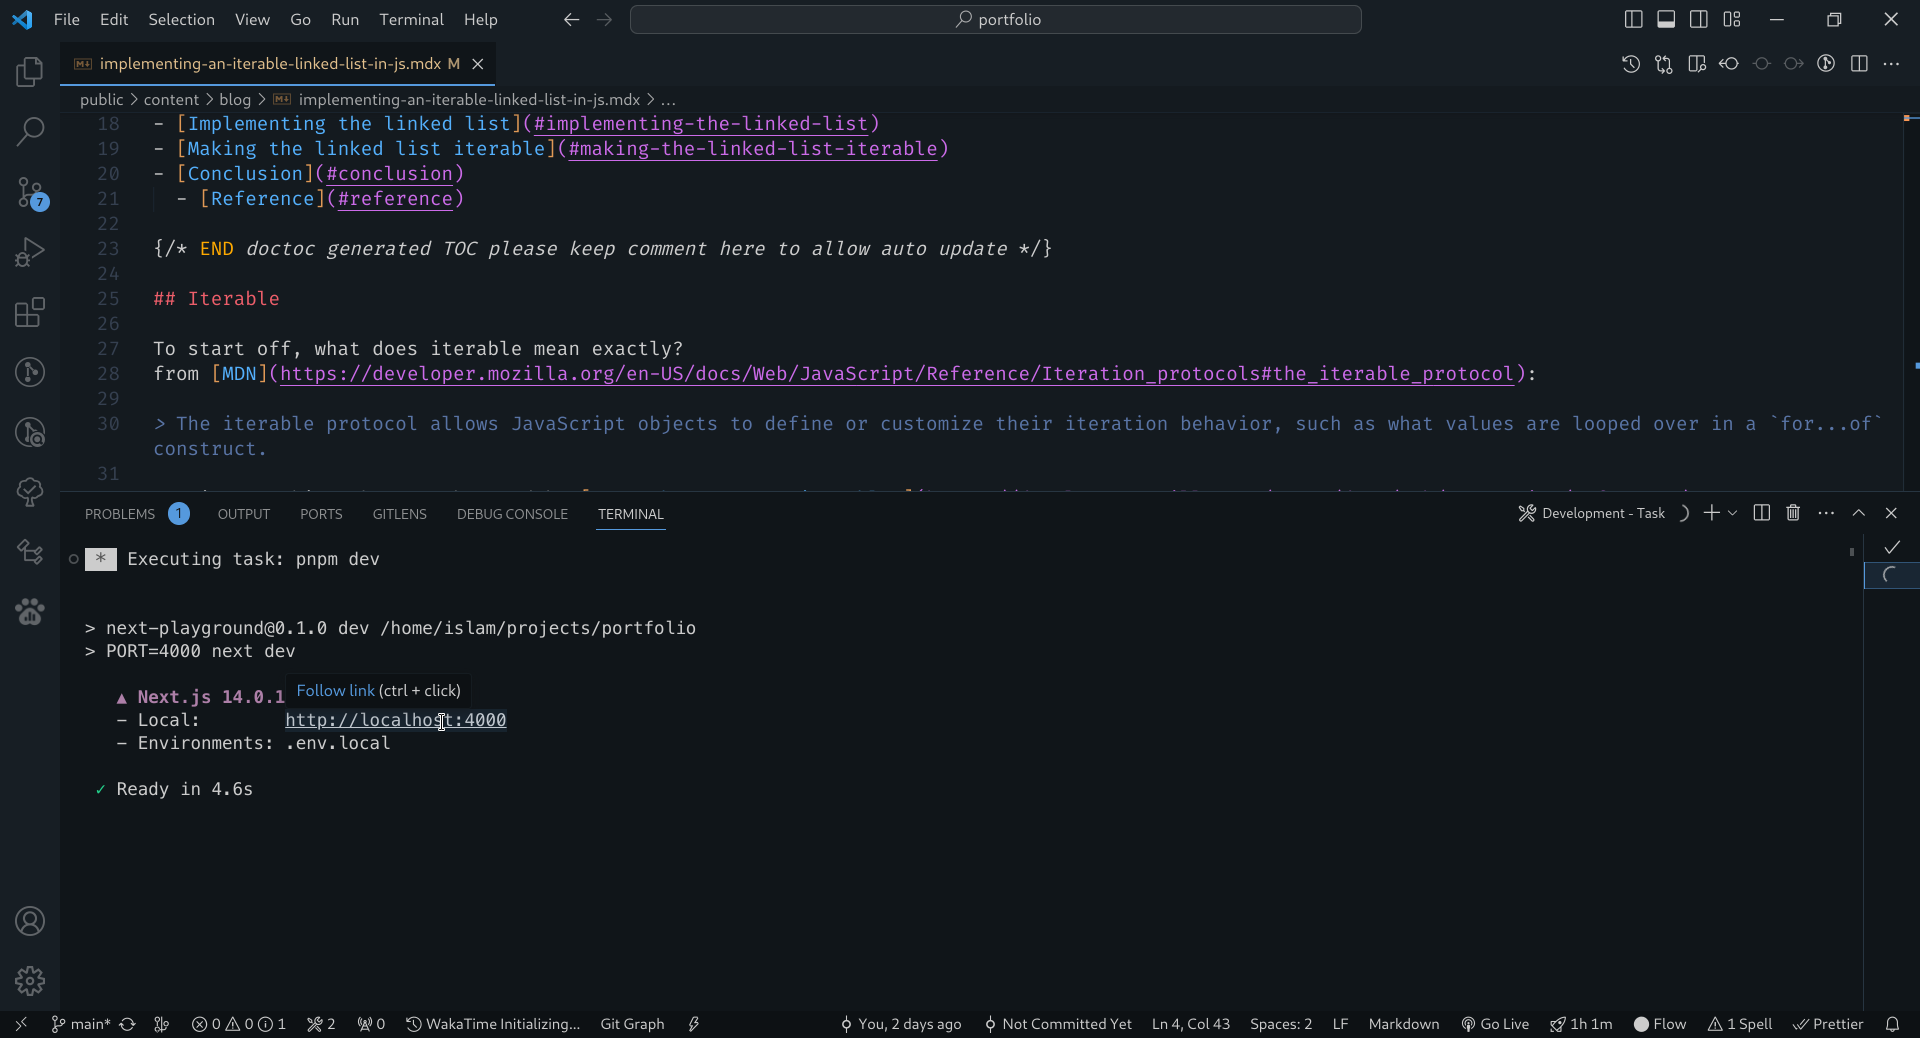 File Edit Selection View Go Run Terminal Help portfolio
implementing-an-iterable-linked-list-in-js.mdx M
public > content > blog > implementing-an-iterable-linked-list-in-js.mdx > ...
18 - [Implementing the linked list](#implementing-the-linked-list)
19 - [Making the linked list iterable](#making-the-linked-list-iterable)
20 - [Conclusion](#conclusion)
21 - [Reference](#reference)
22
23 {/* END doctoc generated TOC please keep comment here to allow auto update */}
24
25 ## Iterable
26
27 To start off, what does iterable mean exactly?
28 from [MDN](https://developer.mozilla.org/en-US/docs/Web/JavaScript/Reference/Iteration_protocols#the_iterable_protocol):
29
30 > The iterable protocol allows JavaScript objects to define or customize their iteration behavior, such as what values are looped over in a `for...of`
construct.
31
PROBLEMS 1 OUTPUT PORTS GITLENS DEBUG CONSOLE TERMINAL Development - Task
* Executing task: pnpm dev
> next-playground@0.1.0 dev /home/islam/projects/portfolio
> PORT=4000 next dev
Follow link (ctrl + click)
▲ Next.js 14.0.1
- Local: http://localhost:4000
- Environments: .env.local
✓ Ready in 4.6s
7
main* 0 0 1 2 0 WakaTime Initializing... Git Graph You, 2 days ago Not Committed Yet Ln 4, Col 43 Spaces: 2 LF Markdown Go Live 1h 1m Flow 1 Spell Prettier